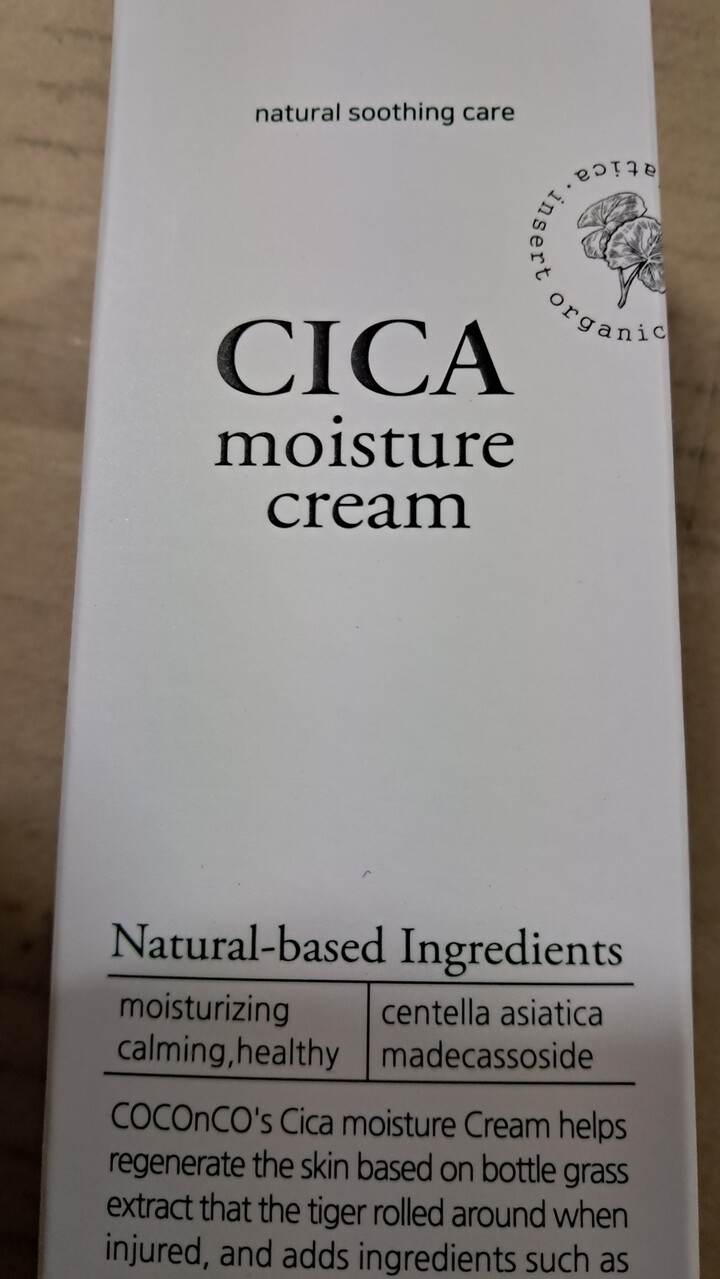 natural soothing care
atica · insert organic
CICA
moisture
cream
Natural-based Ingredients
moisturizing
calming,healthy
centella asiatica
madecassoside
COCOnCO's Cica moisture Cream helps
regenerate the skin based on bottle grass
extract that the tiger rolled around when
injured, and adds ingredients such as